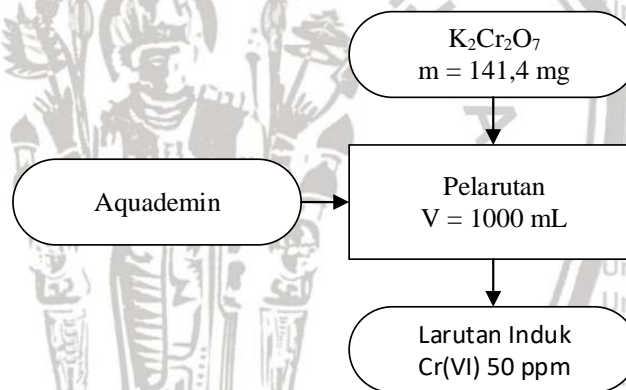 K₂Cr₂O₇
m = 141,4 mg
Aquademin
Pelarutan
V = 1000 mL
Larutan Induk
Cr(VI) 50 ppm